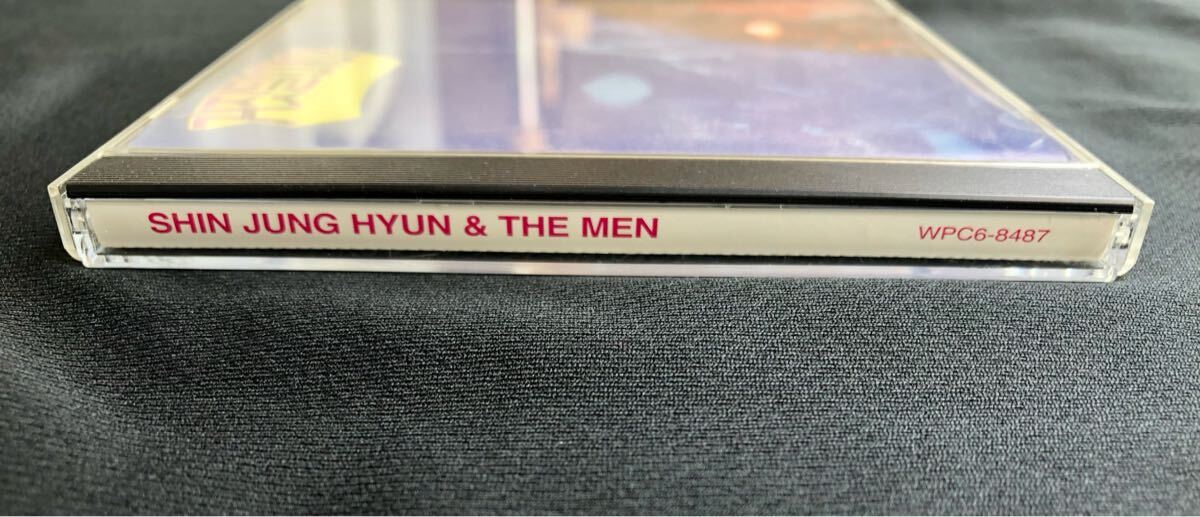 SHIN JUNG HYUN & THE MEN
WPC6-8487